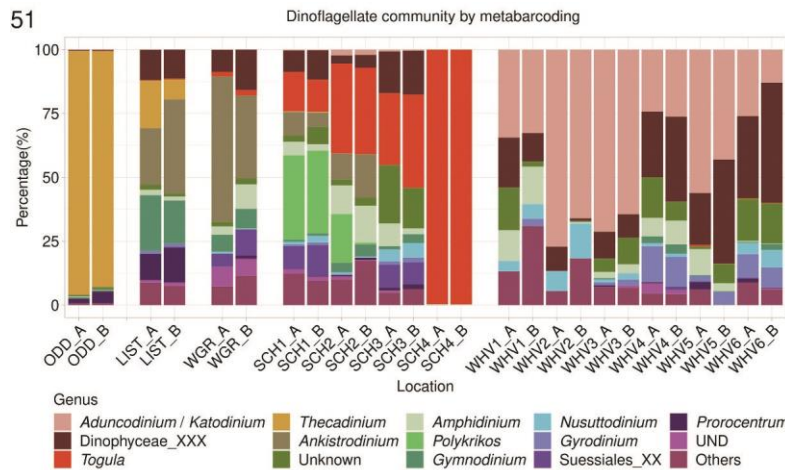 51
Dinoflagellate community by metabarcoding
Percentage(%)
100
75
50
25
0
ODD_A ODD_B LIST_A LIST_B WGR_A WGR_B SCH1_A SCH1_B SCH2_A SCH2_B SCH3_A SCH3_B SCH4_A SCH4_B WHV1_A WHV1_B WHV2_A WHV2_B WHV3_A WHV3_B WHV4_A WHV4_B WHV5_A WHV5_B WHV6_A WHV6_B
Location
Genus
Aduncodinium / Katodinium Thecadinium Amphidinium Nusuttodinium Prorocentrum
Dinophyceae_XXX Ankistrodinium Polykrikos Gyrodinium UND
Togula Unknown Gymnodinium Suessiales_XX Others